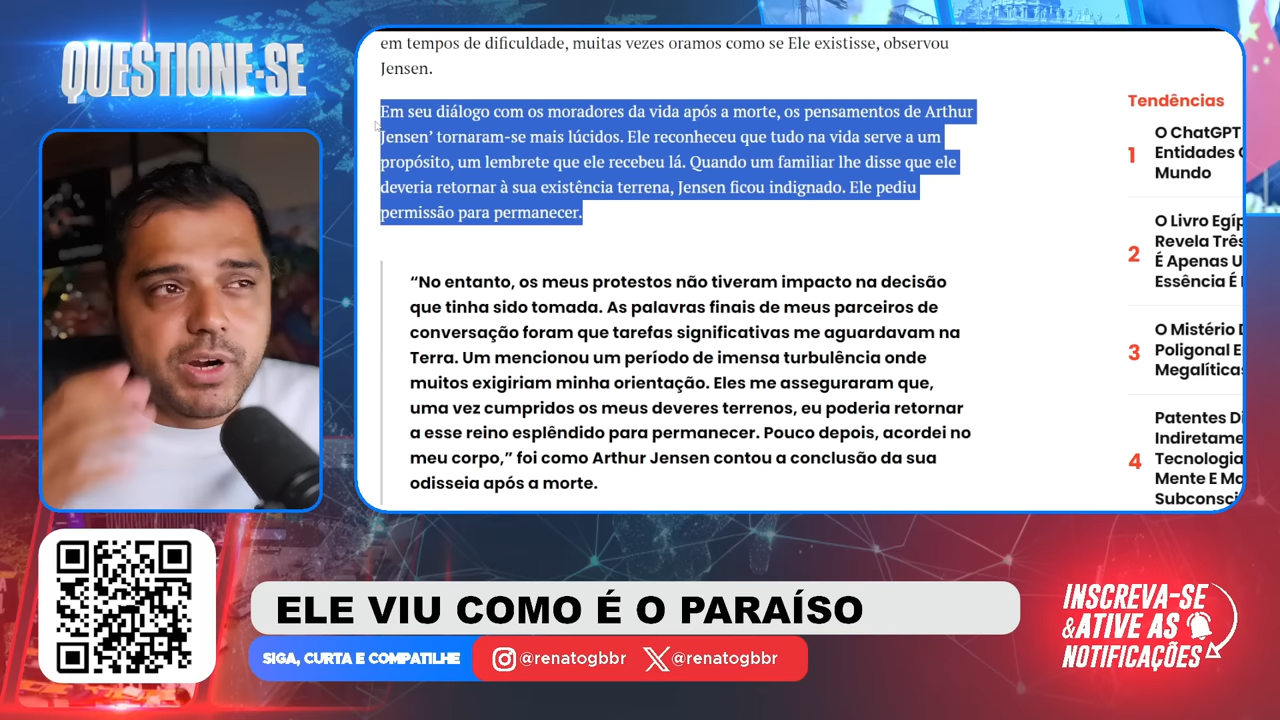 QUESTIONE-SE
em tempos de dificuldade, muitas vezes oramos como se Ele existisse, observou
Jensen.
Em seu diálogo com os moradores da vida após a morte, os pensamentos de Arthur
Jensen’ tornaram-se mais lúcidos. Ele reconheceu que tudo na vida serve a um
propósito, um lembrete que ele recebeu lá. Quando um familiar lhe disse que ele
deveria retornar à sua existência terrena, Jensen ficou indignado. Ele pediu
permissão para permanecer.
“No entanto, os meus protestos não tiveram impacto na decisão
que tinha sido tomada. As palavras finais de meus parceiros de
conversação foram que tarefas significativas me aguardavam na
Terra. Um mencionou um período de imensa turbulência onde
muitos exigiriam minha orientação. Eles me asseguraram que,
uma vez cumpridos os meus deveres terrenos, eu poderia retornar
a esse reino esplêndido para permanecer. Pouco depois, acordei no
meu corpo,” foi como Arthur Jensen contou a conclusão da sua
odisseia após a morte.
Tendências
1
O ChatGPT
Entidades
Mundo
2
O Livro Egíp
Revela Três
É Apenas U
Essência É
3
O Mistério D
Poligonal E
Megalíticas
4
Patentes Di
Indiretame
Tecnologia
Mente E Ma
Subconsci
ELE VIU COMO É O PARAÍSO
SIGA, CURTA E COMPATILHE
@renatogbbr
@renatogbbr
INSCREVA-SE
&ATIVE AS
NOTIFICAÇÕES